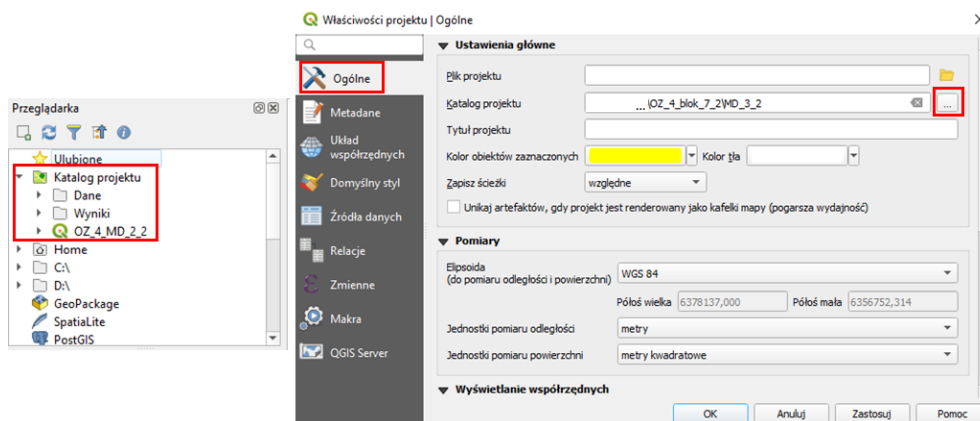 Przeglądarka
Ulubione
Katalog projektu
Dane
Wyniki
OZ_4_MD_2_2
Home
C:\
D:\
GeoPackage
SpatiaLite
PostGIS
Właściwości projektu | Ogólne
Ogólne
Metadane
Układ
współrzędnych
Domyślny styl
Źródła danych
Relacje
Zmienne
Makra
QGIS Server
Ustawienia główne
Plik projektu
Katalog projektu ... \OZ_4_blok_7_2\MD_3_2 ...
Tytuł projektu
Kolor obiektów zaznaczonych Kolor tła
Zapisz ścieżki względne
Unikaj artefaktów, gdy projekt jest renderowany jako kafelki mapy (pogarsza wydajność)
Pomiary
Elipsoida
(do pomiaru odległości i powierzchni) WGS 84
Półoś wielka 6378137,000 Półoś mała 6356752,314
Jednostki pomiaru odległości metry
Jednostki pomiaru powierzchni metry kwadratowe
Wyświetlanie współrzędnych
OK Anuluj Zastosuj Pomoc